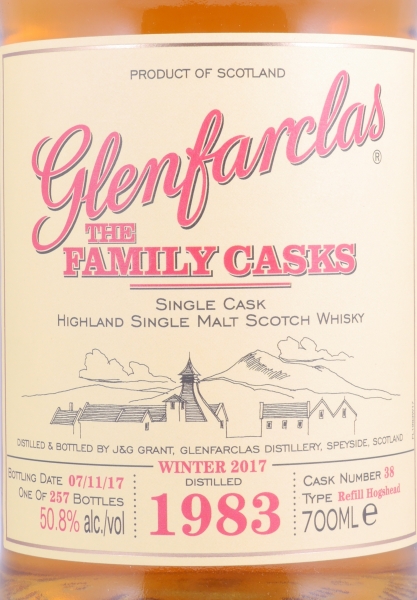 PRODUCT OF SCOTLAND
Glenfarclas®
THE
FAMILY CASKS
SINGLE CASK
HIGHLAND SINGLE MALT SCOTCH WHISKY
DISTILLED & BOTTLED BY J&G GRANT, GLENFARCLAS DISTILLERY, SPEYSIDE, SCOTLAND
WINTER 2017
BOTTLING DATE 07/11/17
ONE OF 257 BOTTLES
50.8% alc./vol
DISTILLED
1983
CASK NUMBER 38
TYPE Refill Hogshead
700ML e